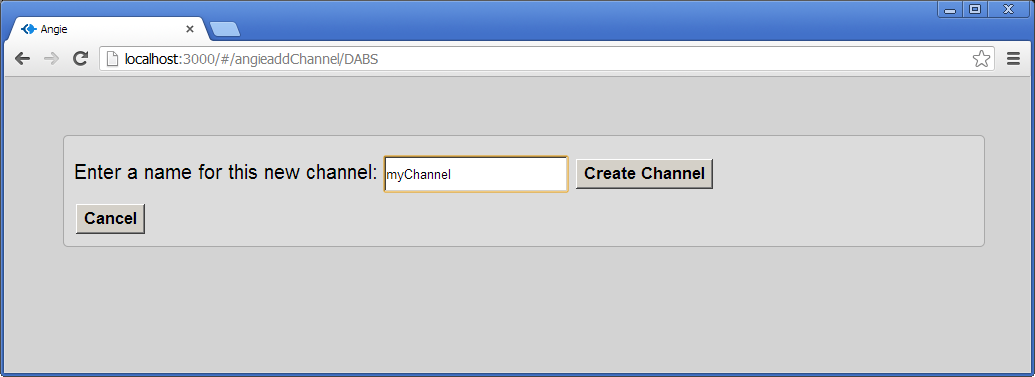 Angie
localhost:3000/#/angieaddChannel/DABS
Enter a name for this new channel: myChannel Create Channel
Cancel